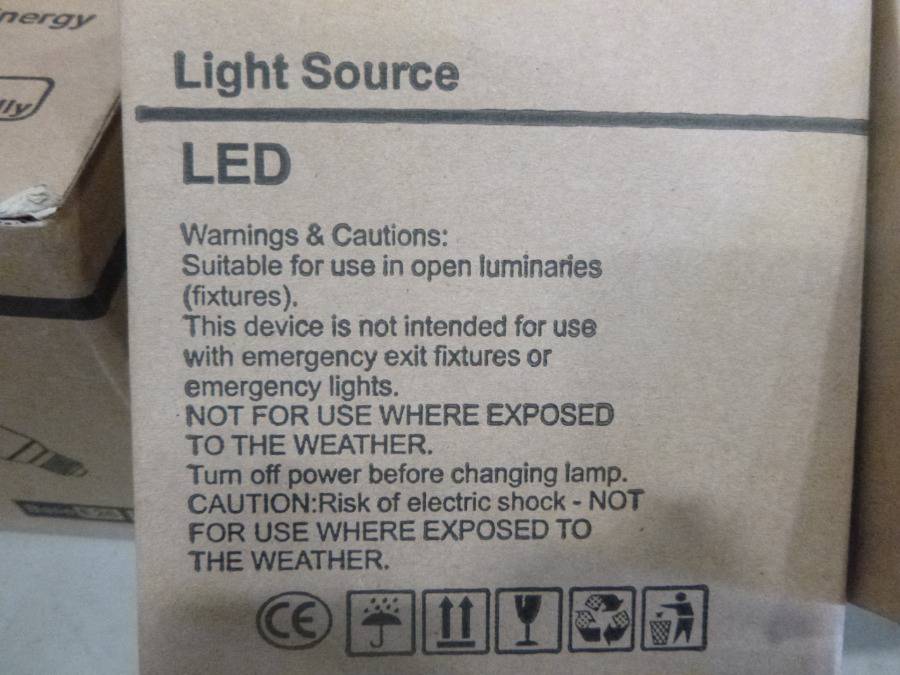 nergy
lly
Light Source
LED
Warnings & Cautions:
Suitable for use in open luminaries
(fixtures).
This device is not intended for use
with emergency exit fixtures or
emergency lights.
NOT FOR USE WHERE EXPOSED
TO THE WEATHER.
Turn off power before changing lamp.
CAUTION:Risk of electric shock - NOT
FOR USE WHERE EXPOSED TO
THE WEATHER.
CE